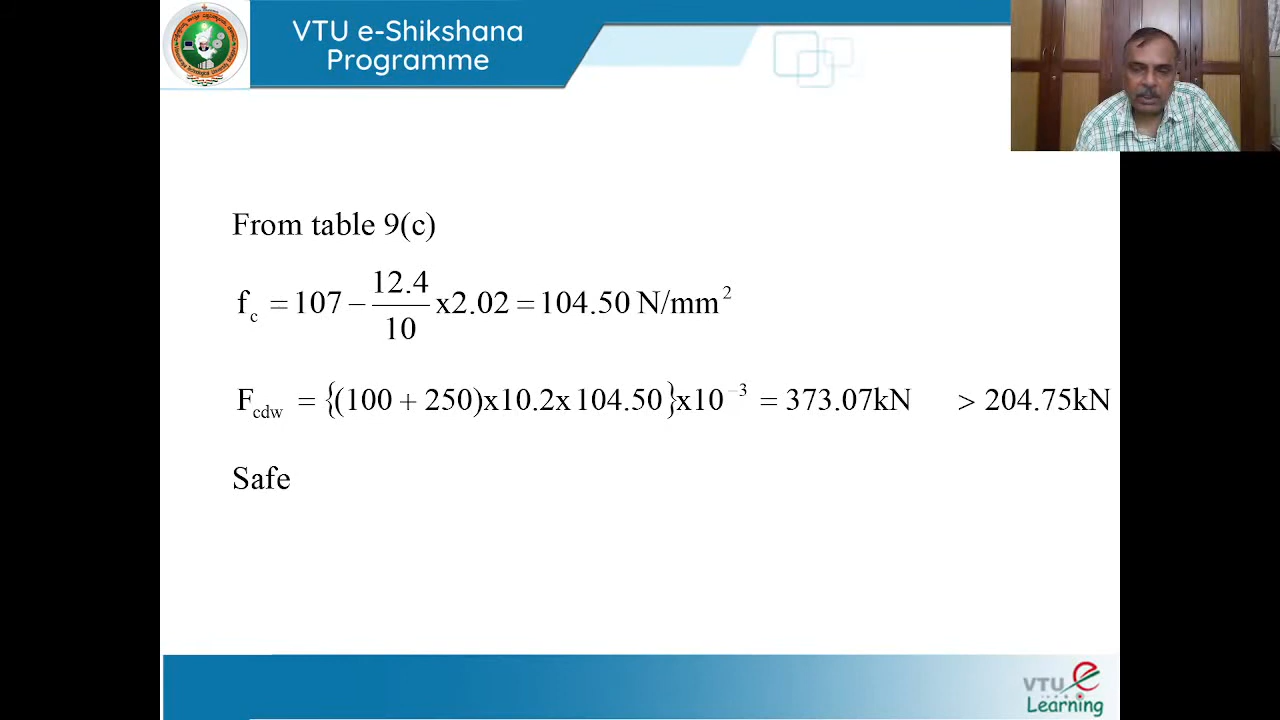 VTU e-Shikshana
Programme
From table 9(c)
f_c = 107 − 12.4/10 x2.02 = 104.50 N/mm²
F_cdw = {(100 + 250)x10.2x 104.50}x10⁻³ = 373.07kN > 204.75kN
Safe
VTU e
Learning